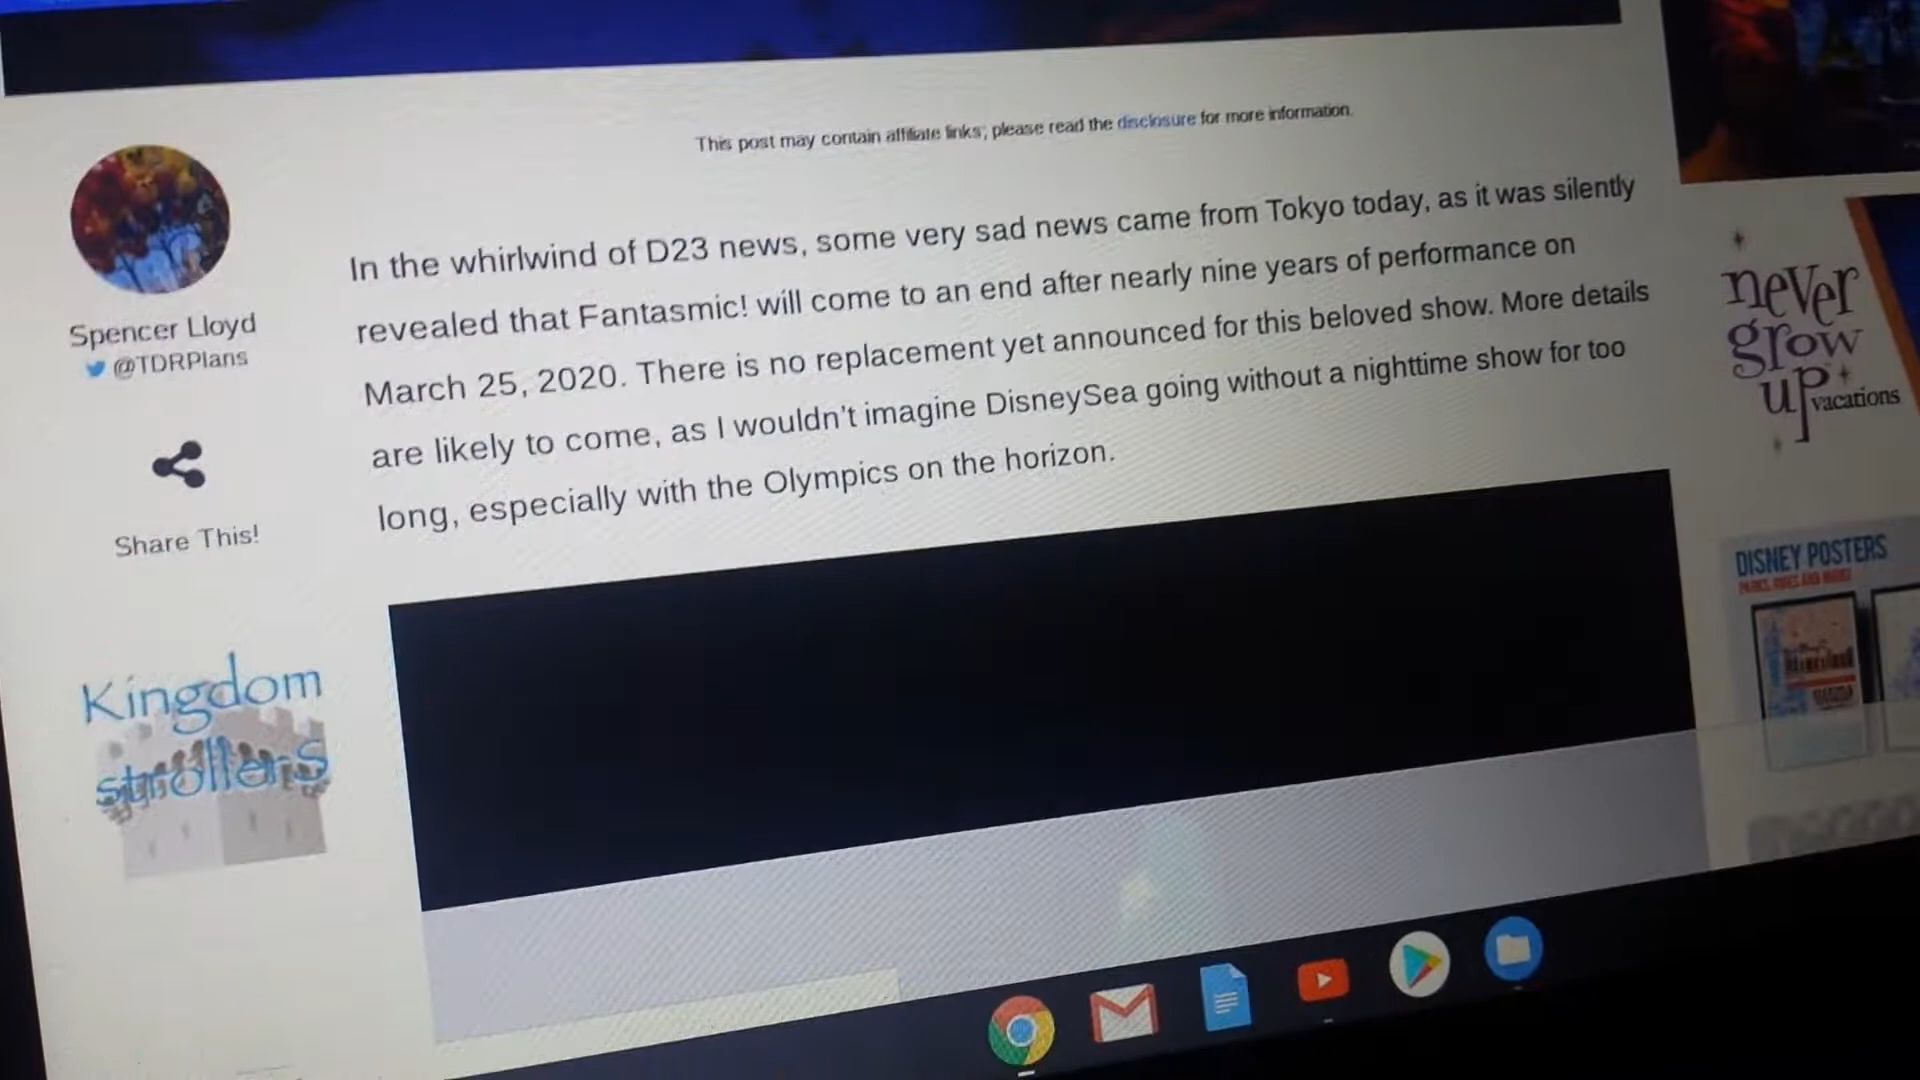 This post may contain affiliate links; please read the disclosure for more information.
In the whirlwind of D23 news, some very sad news came from Tokyo today, as it was silently
revealed that Fantasmic! will come to an end after nearly nine years of performance on
March 25, 2020. There is no replacement yet announced for this beloved show. More details
are likely to come, as I wouldn't imagine DisneySea going without a nighttime show for too
long, especially with the Olympics on the horizon.
Spencer Lloyd
@TDRPlans
Share This!
Kingdom
strollers
never
grow
up
vacations
DISNEY POSTERS